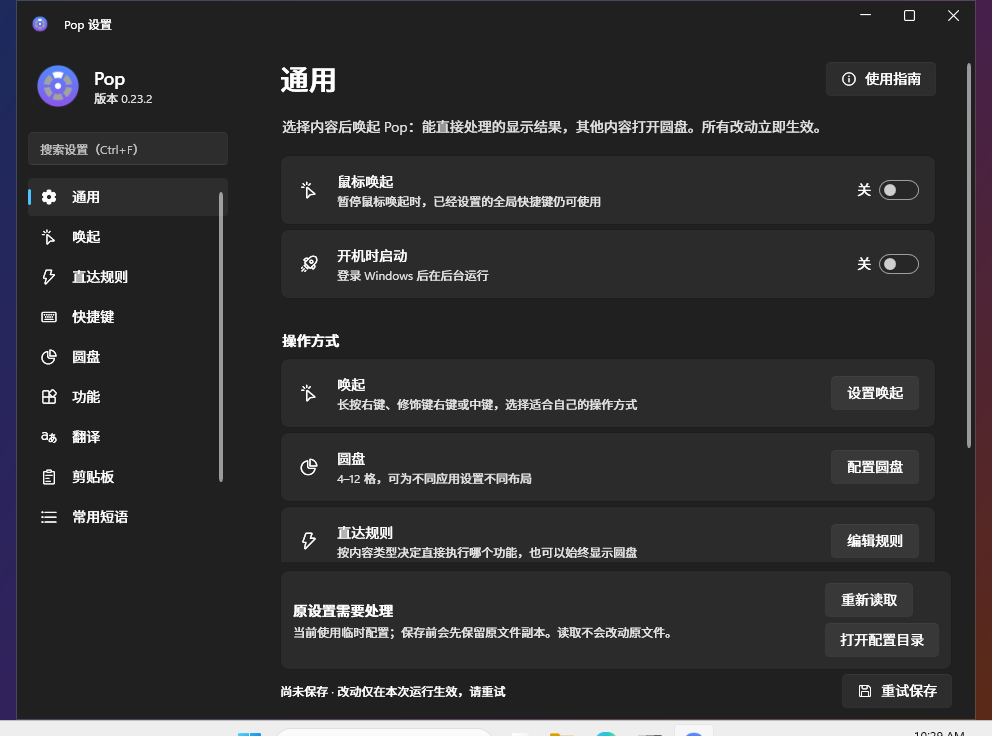 Pop 设置
Pop
版本 0.23.2
搜索设置（Ctrl+F）
通用
唤起
直达规则
快捷键
圆盘
功能
翻译
剪贴板
常用短语
通用
使用指南
选择内容后唤起 Pop：能直接处理的显示结果，其他内容打开圆盘。所有改动立即生效。
鼠标唤起
暂停鼠标唤起时，已经设置的全局快捷键仍可使用
关
开机时启动
登录 Windows 后在后台运行
关
操作方式
唤起
长按右键、修饰键右键或中键，选择适合自己的操作方式
设置唤起
圆盘
4–12 格，可为不同应用设置不同布局
配置圆盘
直达规则
按内容类型决定直接执行哪个功能，也可以始终显示圆盘
编辑规则
原设置需要处理
当前使用临时配置；保存前会先保留原文件副本。读取不会改动原文件。
重新读取
打开配置目录
尚未保存 · 改动仅在本次运行生效，请重试
重试保存
10:29 AM